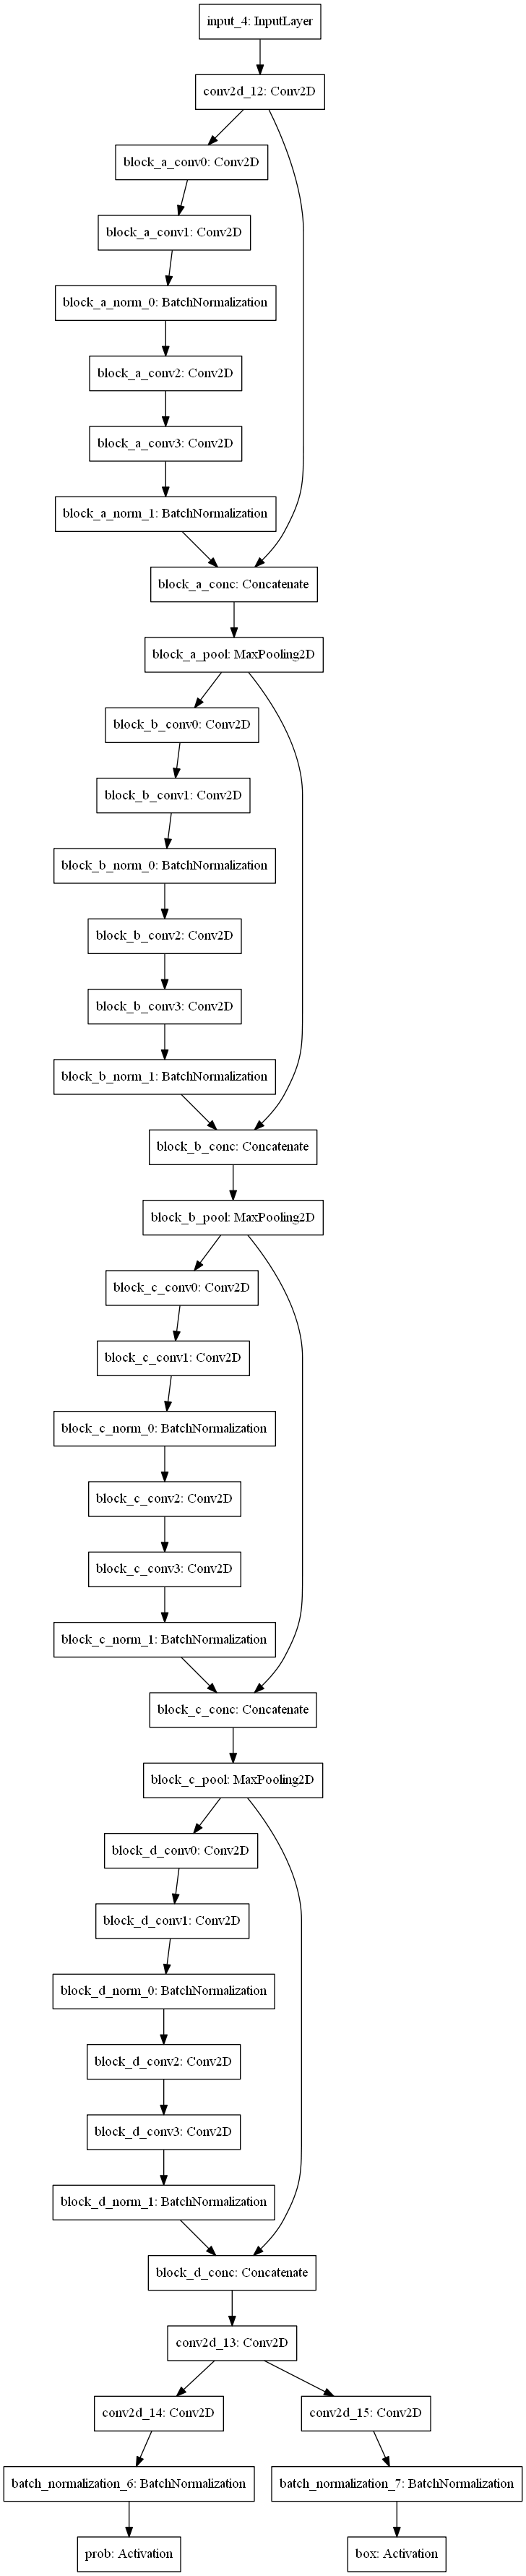 input_4: InputLayer
conv2d_12: Conv2D
block_a_conv0: Conv2D
block_a_conv1: Conv2D
block_a_norm_0: BatchNormalization
block_a_conv2: Conv2D
block_a_conv3: Conv2D
block_a_norm_1: BatchNormalization
block_a_conc: Concatenate
block_a_pool: MaxPooling2D
block_b_conv0: Conv2D
block_b_conv1: Conv2D
block_b_norm_0: BatchNormalization
block_b_conv2: Conv2D
block_b_conv3: Conv2D
block_b_norm_1: BatchNormalization
block_b_conc: Concatenate
block_b_pool: MaxPooling2D
block_c_conv0: Conv2D
block_c_conv1: Conv2D
block_c_norm_0: BatchNormalization
block_c_conv2: Conv2D
block_c_conv3: Conv2D
block_c_norm_1: BatchNormalization
block_c_conc: Concatenate
block_c_pool: MaxPooling2D
block_d_conv0: Conv2D
block_d_conv1: Conv2D
block_d_norm_0: BatchNormalization
block_d_conv2: Conv2D
block_d_conv3: Conv2D
block_d_norm_1: BatchNormalization
block_d_conc: Concatenate
conv2d_13: Conv2D
conv2d_14: Conv2D
conv2d_15: Conv2D
batch_normalization_6: BatchNormalization
batch_normalization_7: BatchNormalization
prob: Activation
box: Activation